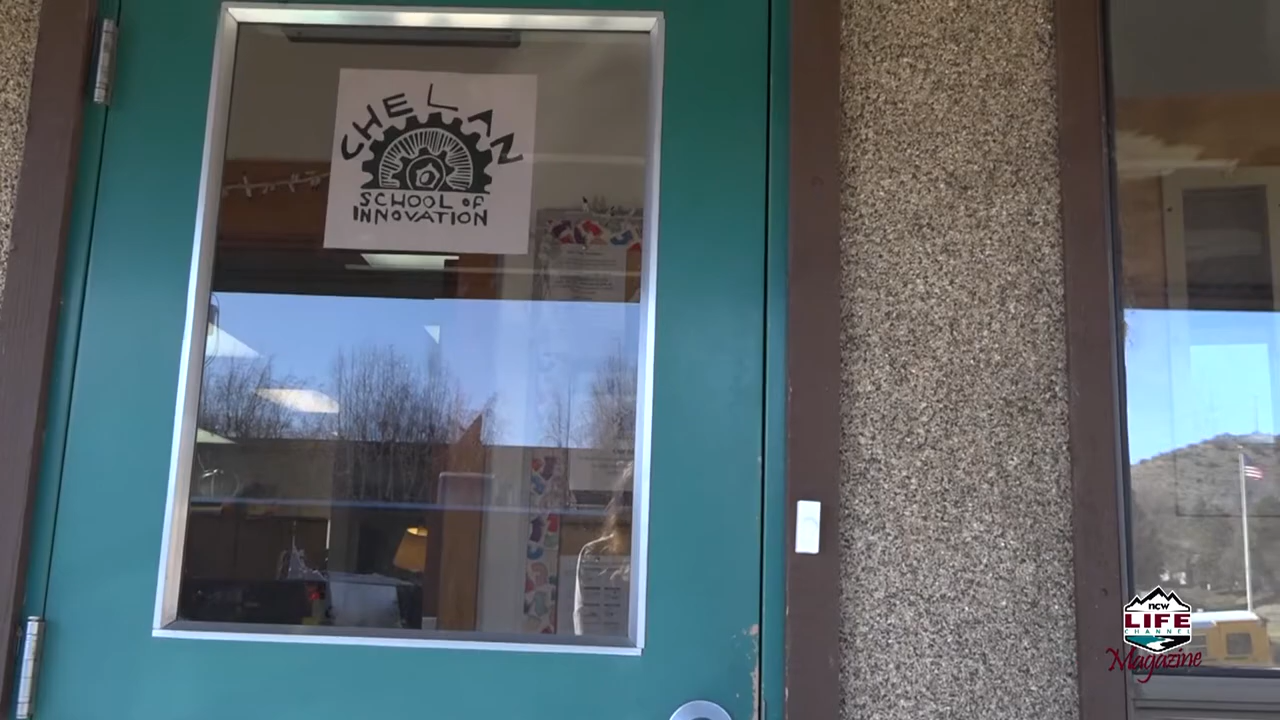 CHELAN
SCHOOL OF
INNOVATION
ncw
LIFE
CHANNEL
Magazine